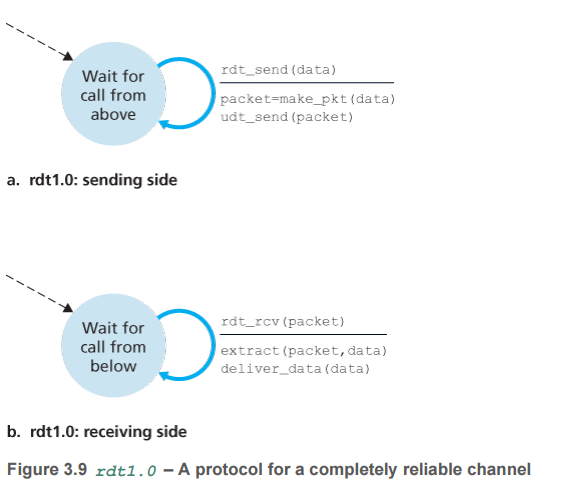 Wait for
call from
above
rdt_send(data)
packet=make_pkt(data)
udt_send(packet)
a. rdt1.0: sending side
Wait for
call from
below
rdt_rcv(packet)
extract(packet,data)
deliver_data(data)
b. rdt1.0: receiving side
Figure 3.9 rdt1.0 – A protocol for a completely reliable channel